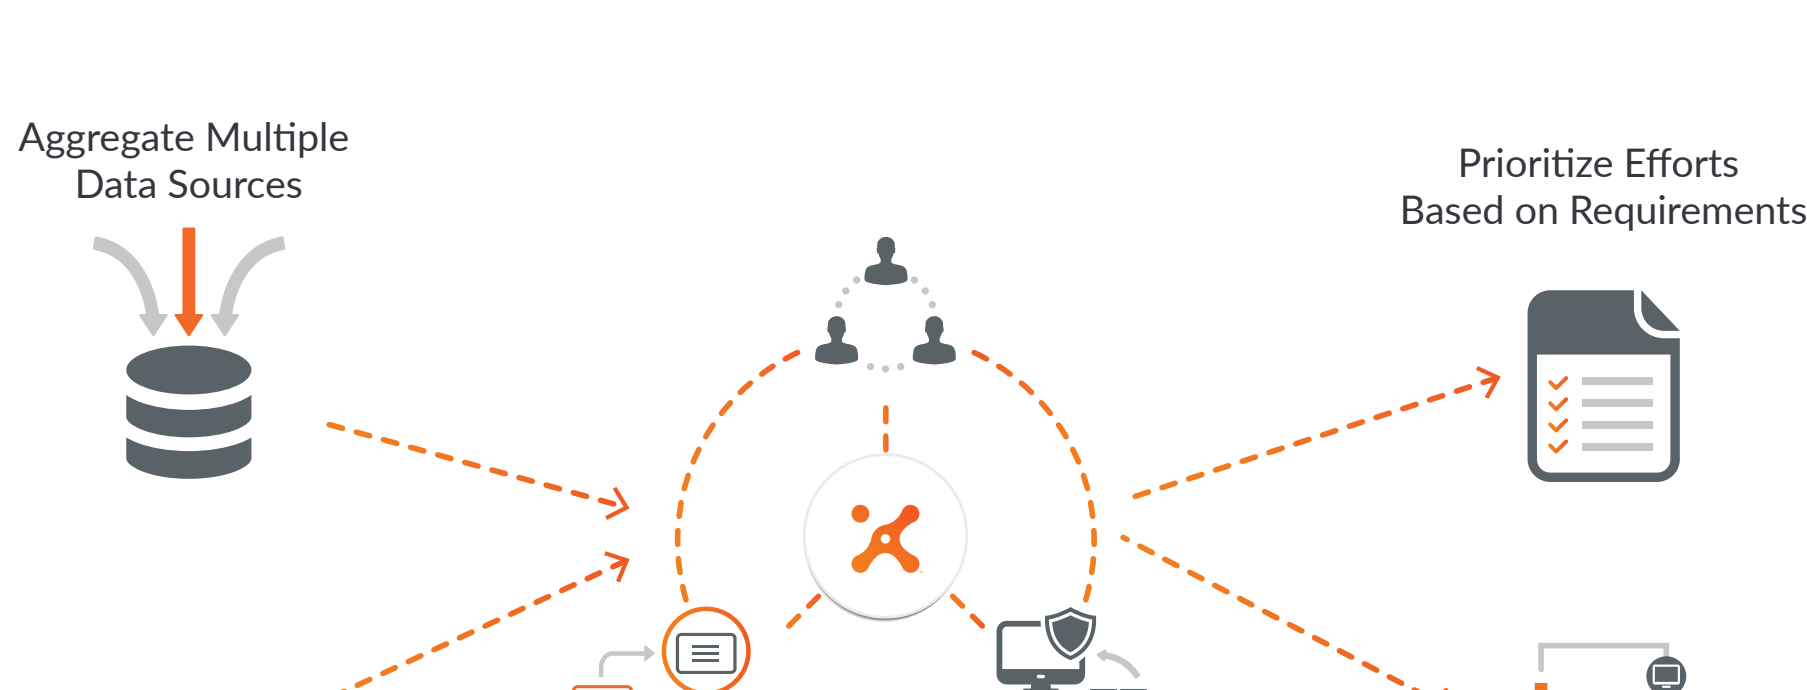 Aggregate Multiple
Data Sources
Prioritize Efforts
Based on Requirements